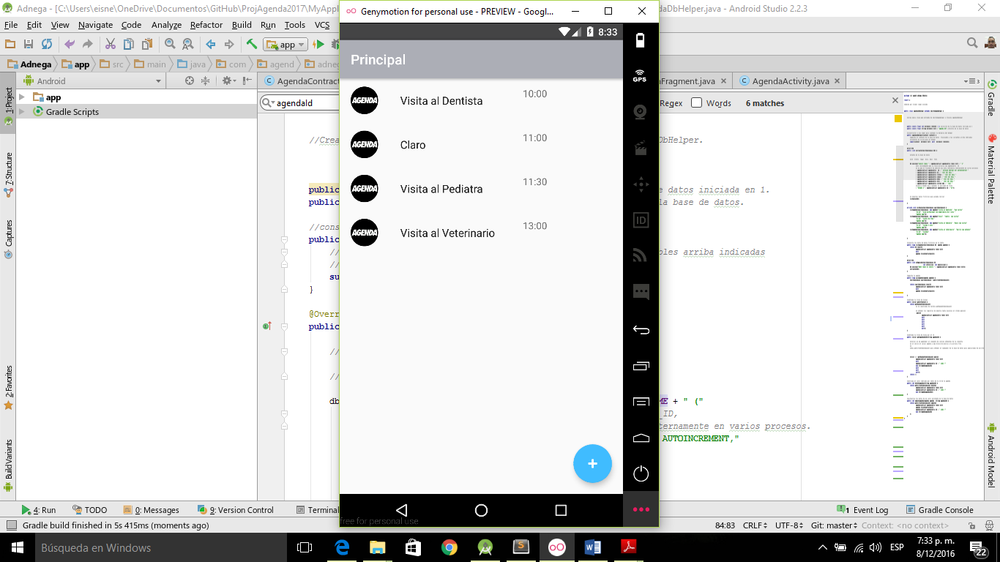 Adnega - [C:\Users\eisne\OneDrive\Documentos\GitHub\ProjAgenda2017\MyAppl
daDbHelper.java - Android Studio 2.2.3
Genymotion for personal use - PREVIEW - Googl...
File Edit View Navigate Code Analyze Refactor Build Run Tools VCS
app
Adnega app src main java com agend adneg
Android
AgendaContract
aFragment.java
AgendaActivity.java
app
Gradle Scripts
agendaId
Regex Words 6 matches
8:33
Principal
AGENDA Visita al Dentista 10:00
AGENDA Claro 11:00
AGENDA Visita al Pediatra 11:30
AGENDA Visita al Veterinario 13:00
+
free for personal use
GPS
ID
//Crea
DbHelper.
public
e datos iniciada en 1.
public
la base de datos.
//cons
public
//
bles arriba indicadas
//
su
}
@Overr
public
//
//
db
ME + " ("
_ID,
ternamente en varios procesos.
AUTOINCREMENT,"
1: Project
7: Structure
Captures
2: Favorites
Build Variants
Gradle
Material Palette
Android Model
4: Run TODO 0: Messages 9: Version Control Terminal
1 Event Log Gradle Console
Gradle build finished in 5s 415ms (moments ago)
84:83 CRLF UTF-8 Git: master Context: <no context>
Búsqueda en Windows
ESP
7:33 p. m.
8/12/2016
22